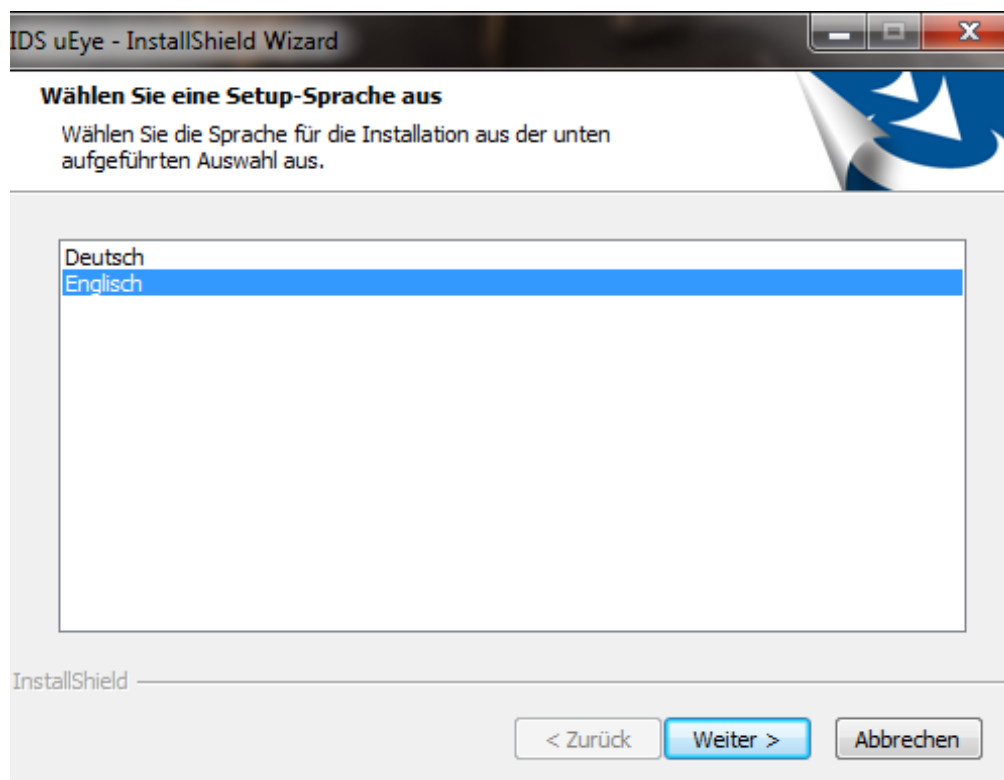 IDS uEye - InstallShield Wizard
Wählen Sie eine Setup-Sprache aus
Wählen Sie die Sprache für die Installation aus der unten
aufgeführten Auswahl aus.
Deutsch
Englisch
InstallShield
< Zurück
Weiter >
Abbrechen